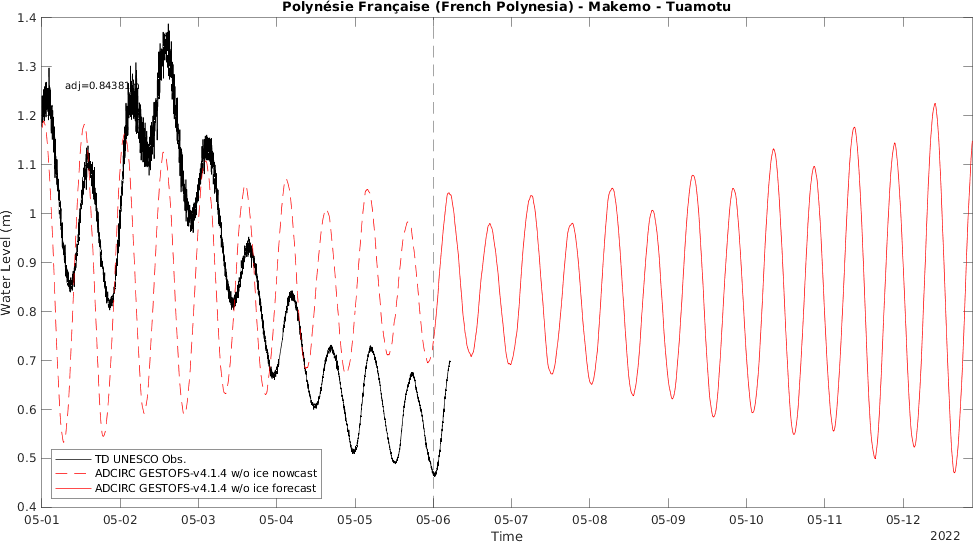 Polynésie Française (French Polynesia) - Makemo - Tuamotu
1.4
1.3
1.2
1.1
1
0.9
0.8
0.7
0.6
0.5
0.4
Water Level (m)
TD UNESCO Obs.
ADCIRC GESTOFS-v4.1.4 w/o ice nowcast
ADCIRC GESTOFS-v4.1.4 w/o ice forecast
05-01 05-02 05-03 05-04 05-05 05-06 05-07 05-08 05-09 05-10 05-11 05-12
Time
2022